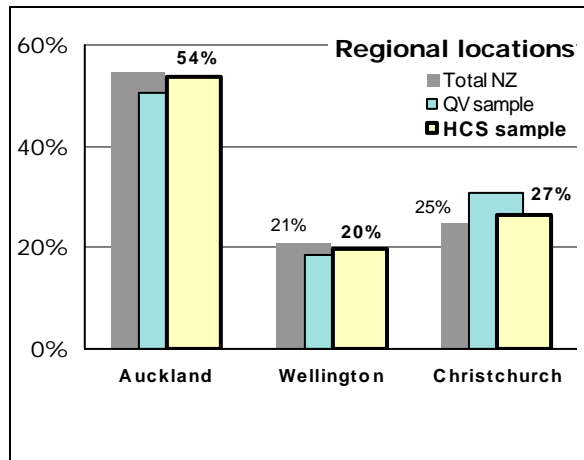 60%
Regional locations
54%
Total NZ
QV sample
HCS sample
40%
21%
20%
25%
27%
20%
0%
Auckland
Wellington
Christchurch